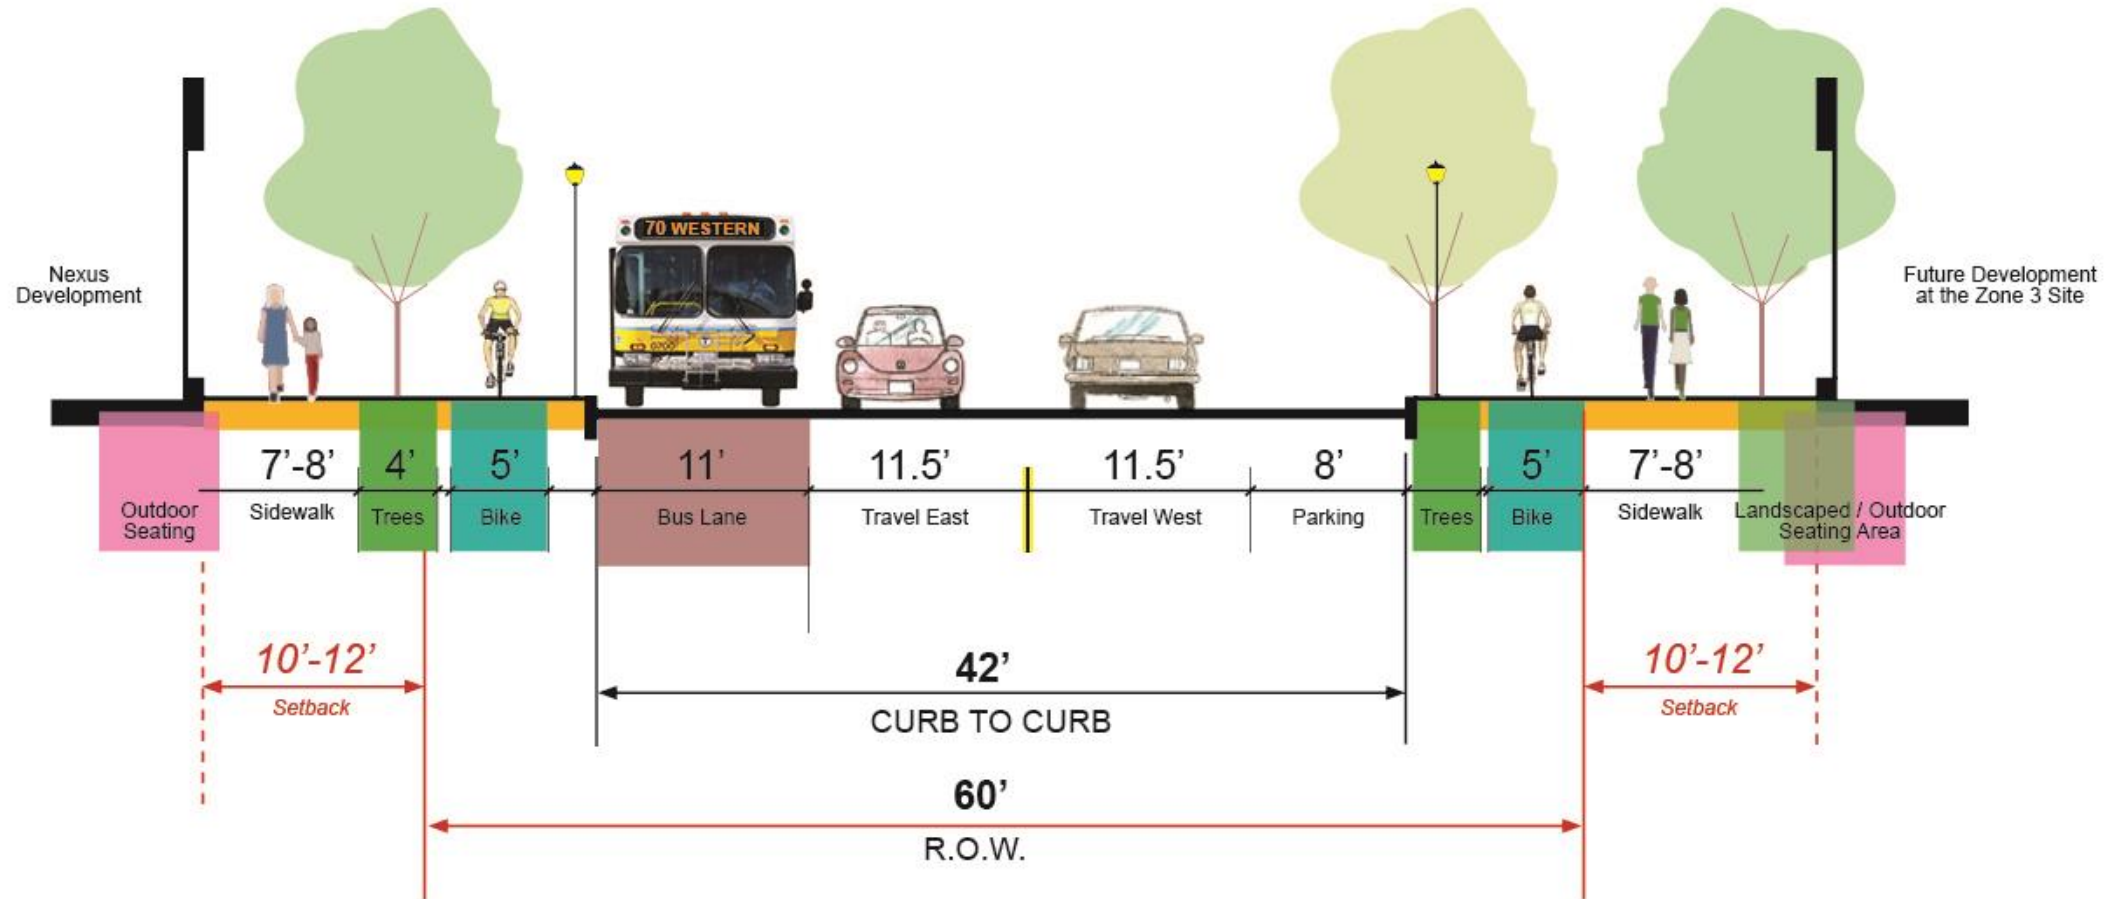 70 WESTERN
Nexus
Development
Future Development
at the Zone 3 Site
7’-8’
4’
5’
11’
11.5’
11.5’
8’
5’
7’-8’
Outdoor
Seating
Sidewalk
Trees
Bike
Bus Lane
Travel East
Travel West
Parking
Trees
Bike
Sidewalk
Landscaped / Outdoor
Seating Area
10’-12’
Setback
42’
CURB TO CURB
10’-12’
Setback
60’
R.O.W.